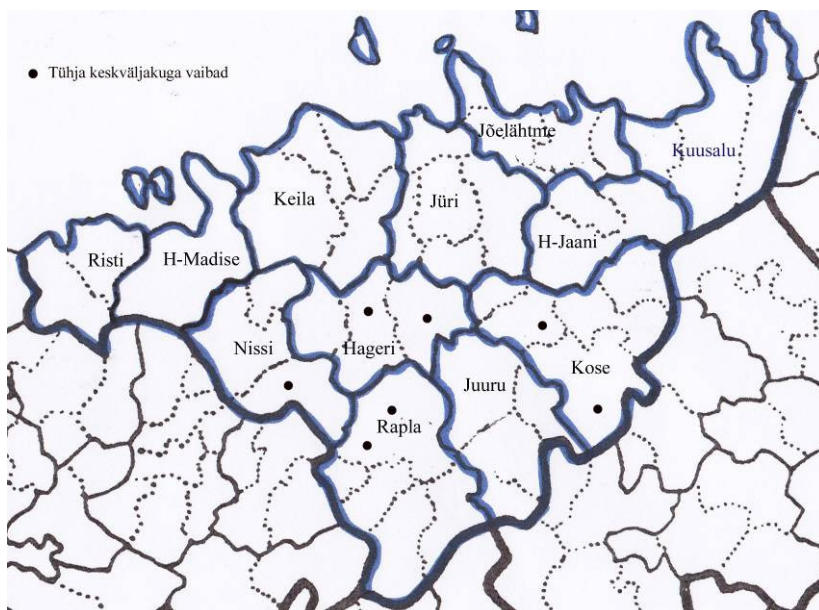 Tühja keskväljakuga vaibad
Jõelähtme
Kuusalu
Keila
Jüri
H-Jaani
Risti
H-Madise
Nissi
Hageri
Kose
Juuru
Rapla